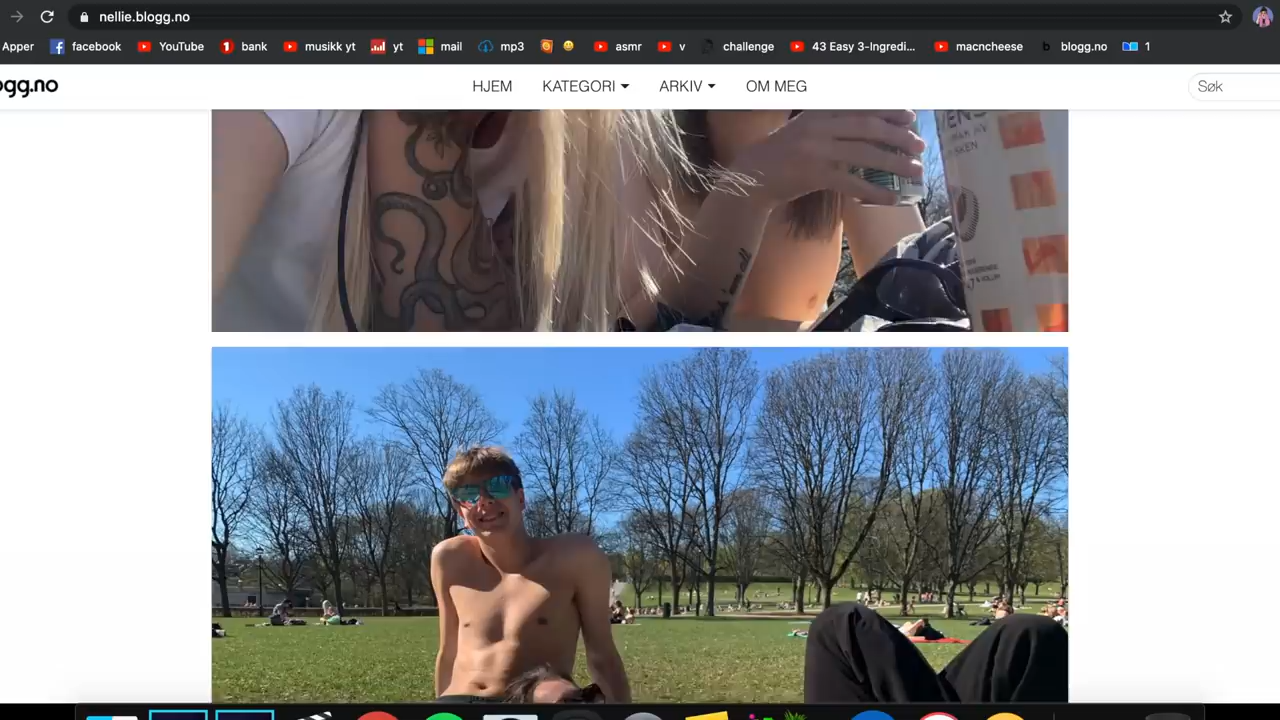 nellie.blogg.no
Apper facebook YouTube bank musikk yt yt mail mp3 asmr v challenge 43 Easy 3-Ingredi... macncheese blogg.no 1
ogg.no HJEM KATEGORI ARKIV OM MEG Søk